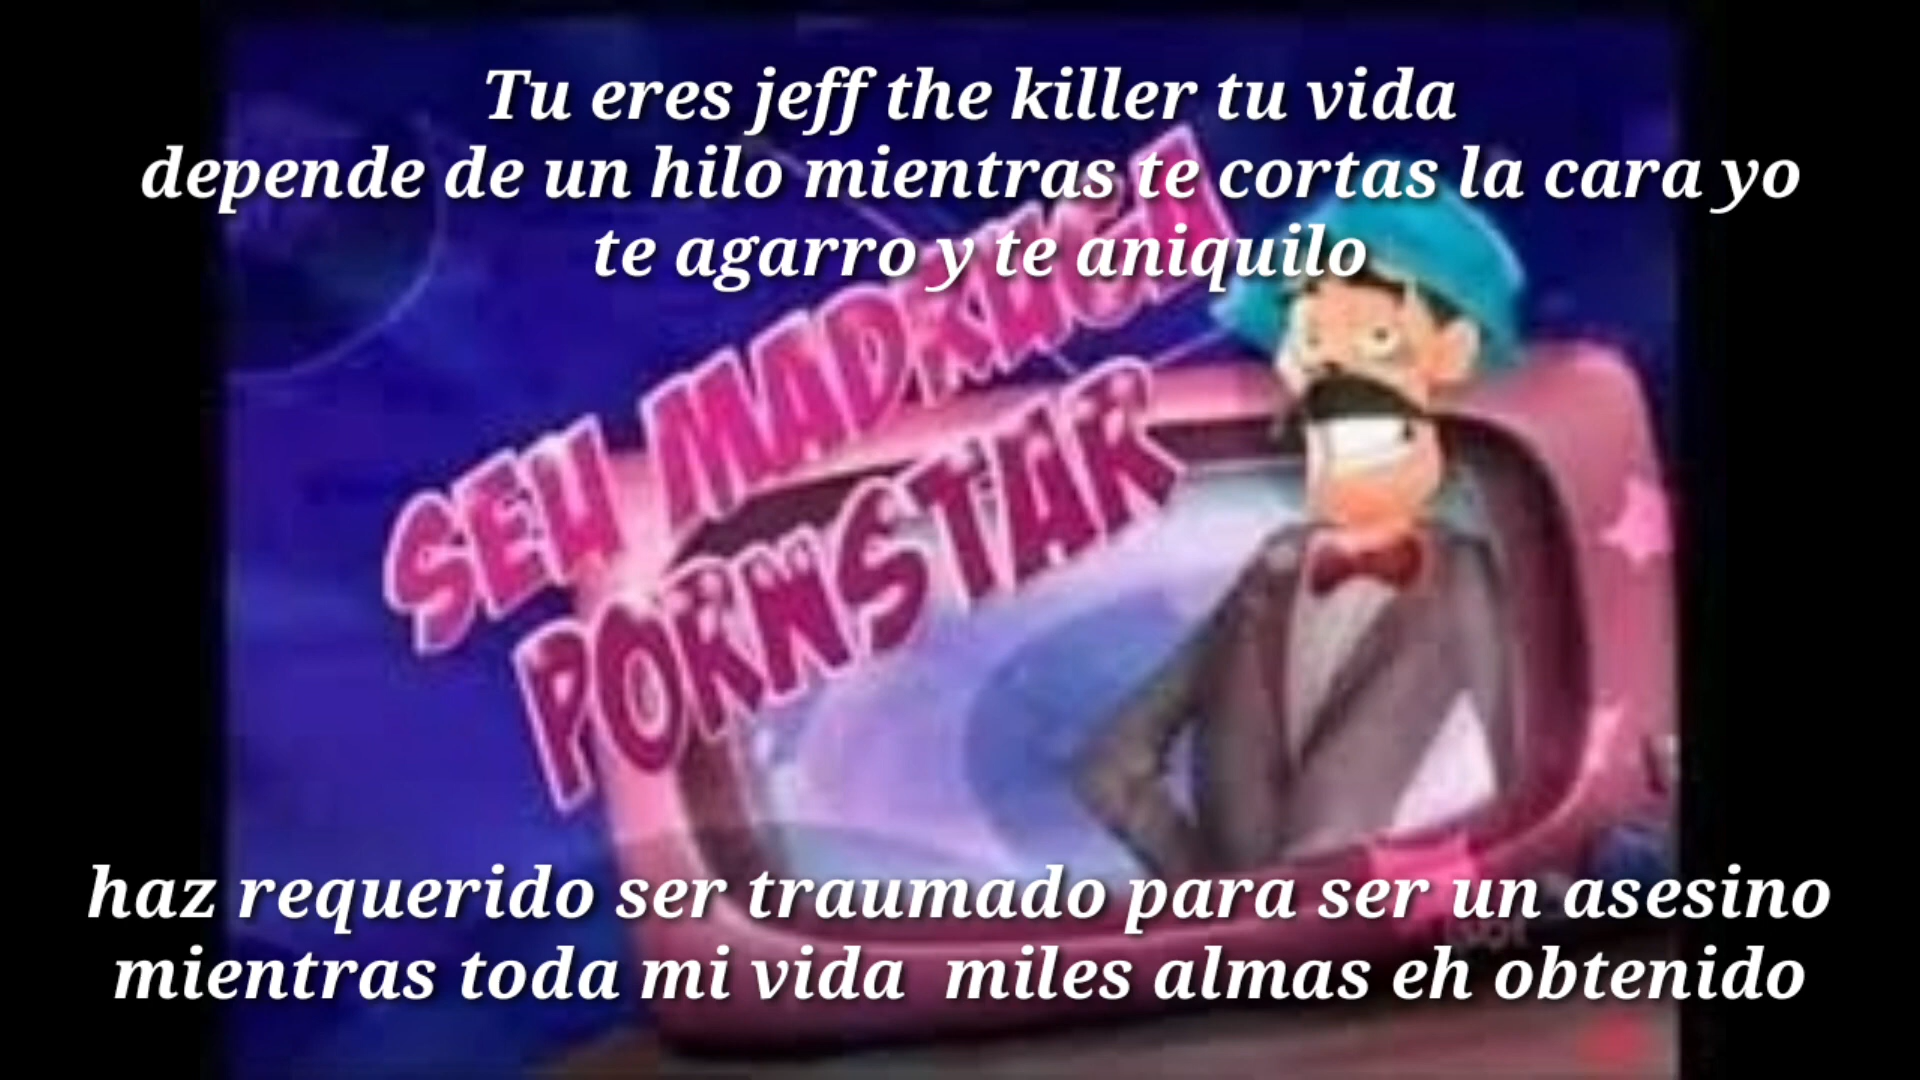 Tu eres jeff the killer tu vida
depende de un hilo mientras te cortas la cara yo
te agarro y te aniquilo
SEU MADRUGA
PORNSTAR
haz requerido ser traumado para ser un asesino
mientras toda mi vida miles almas eh obtenido